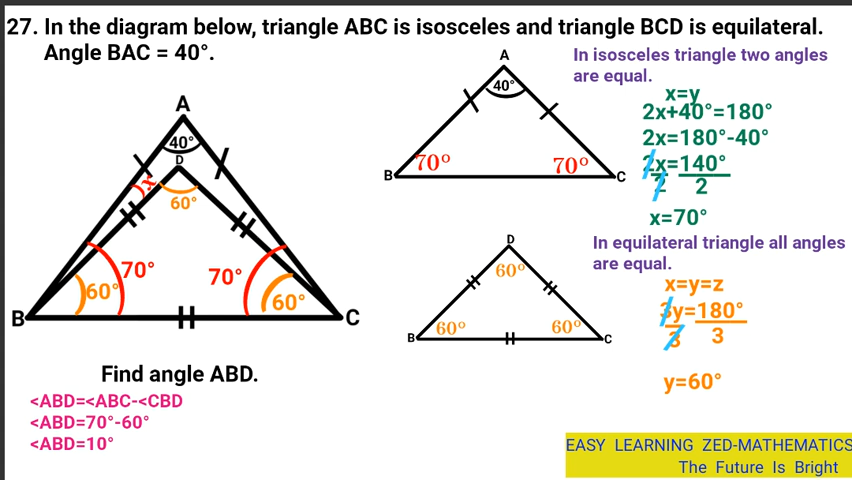 27. In the diagram below, triangle ABC is isosceles and triangle BCD is equilateral.
Angle BAC = 40°.
A
40°
D
x
60°
70°
70°
60°
60°
B
C
Find angle ABD.
<ABD=<ABC-<CBD
<ABD=70°-60°
<ABD=10°
A
40°
70°
70°
B
C
D
60°
60°
60°
B
C
In isosceles triangle two angles
are equal.
x=y
2x+40°=180°
2x=180°-40°
2x=140°
2 2
x=70°
In equilateral triangle all angles
are equal.
x=y=z
3y=180°
3 3
y=60°
EASY LEARNING ZED-MATHEMATICS
The Future Is Bright